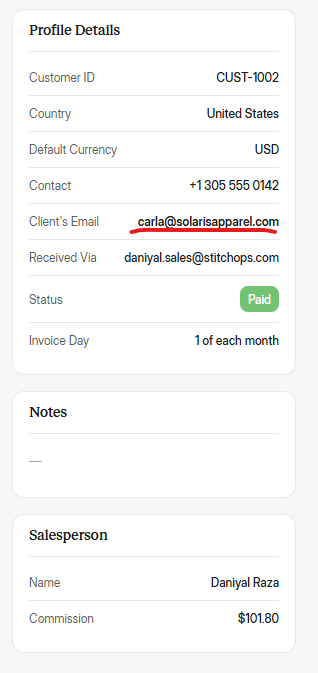 Profile Details
Customer ID CUST-1002
Country United States
Default Currency USD
Contact +1 305 555 0142
Client's Email carla@solarisapparel.com
Received Via daniyal.sales@stitchops.com
Status Paid
Invoice Day 1 of each month
Notes
—
Salesperson
Name Daniyal Raza
Commission $101.80